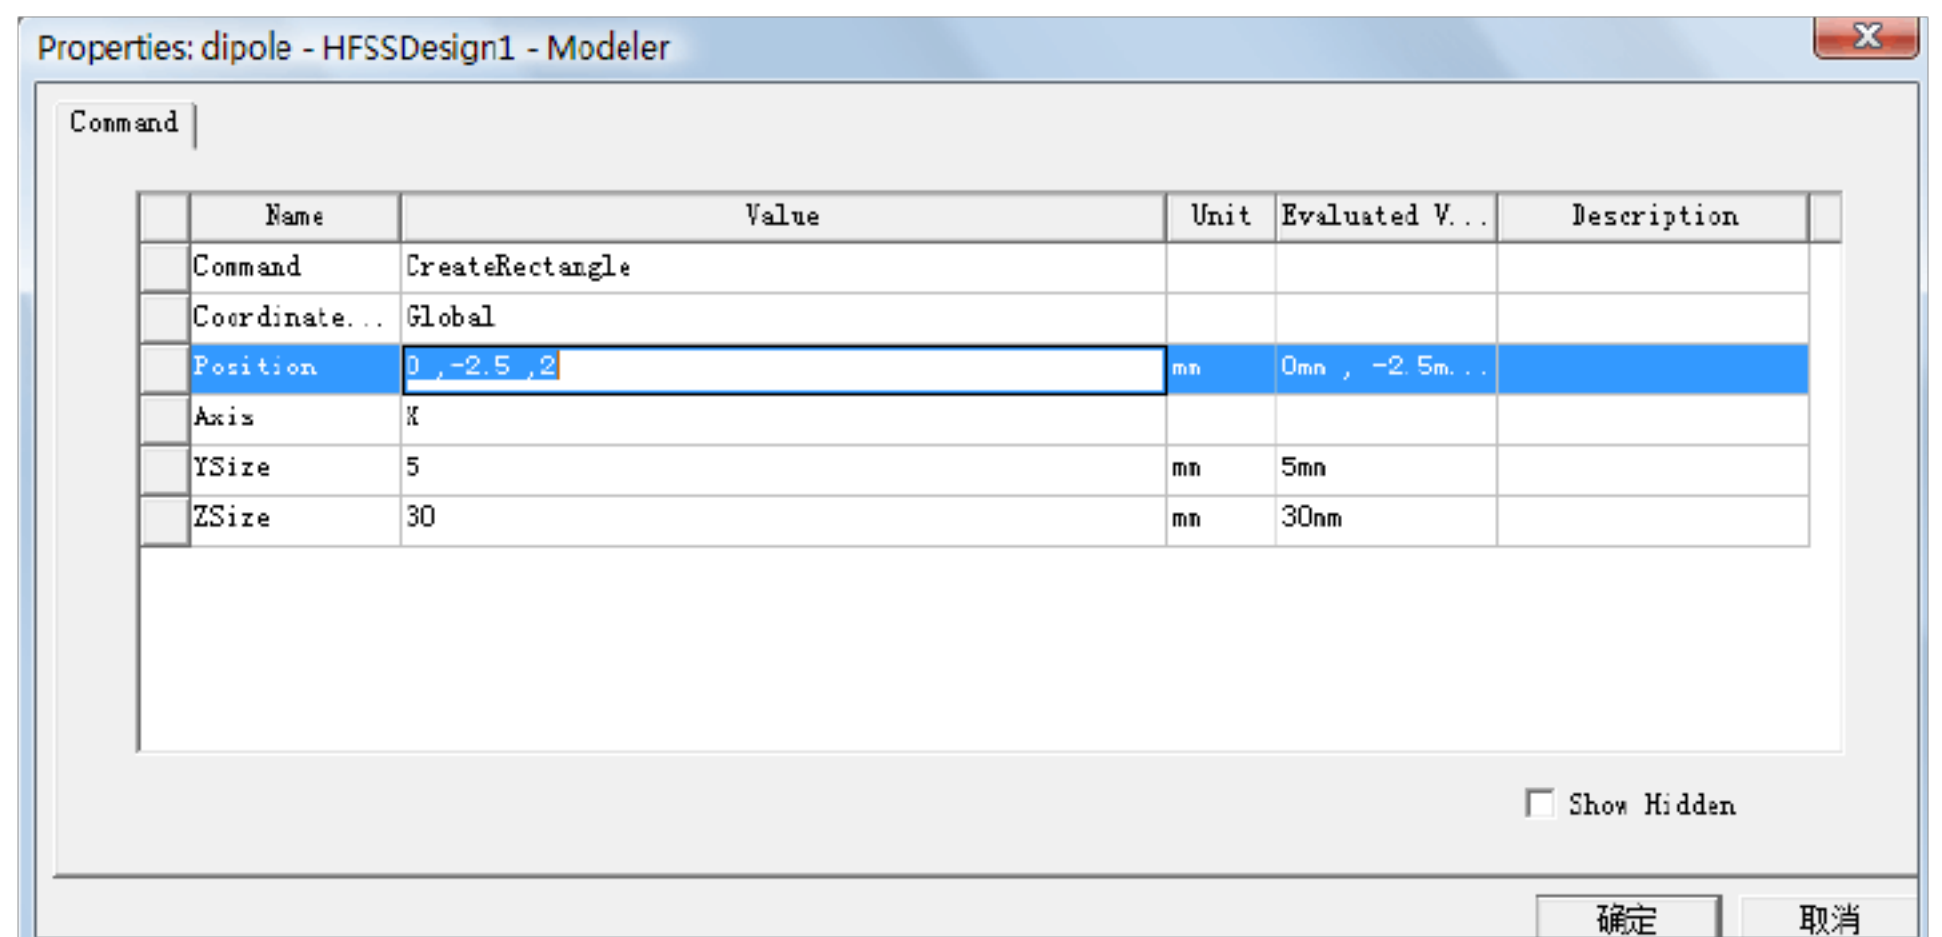 Properties: dipole - HFSSDesign1 - Modeler
Command
Name Value Unit Evaluated V... Description
Command CreateRectangle
Coordinate... Global
Position 0 ,-2.5 ,2 mm 0mm , -2.5m...
Axis X
YSize 5 mm 5mm
ZSize 30 mm 30mm
Show Hidden
确定 取消